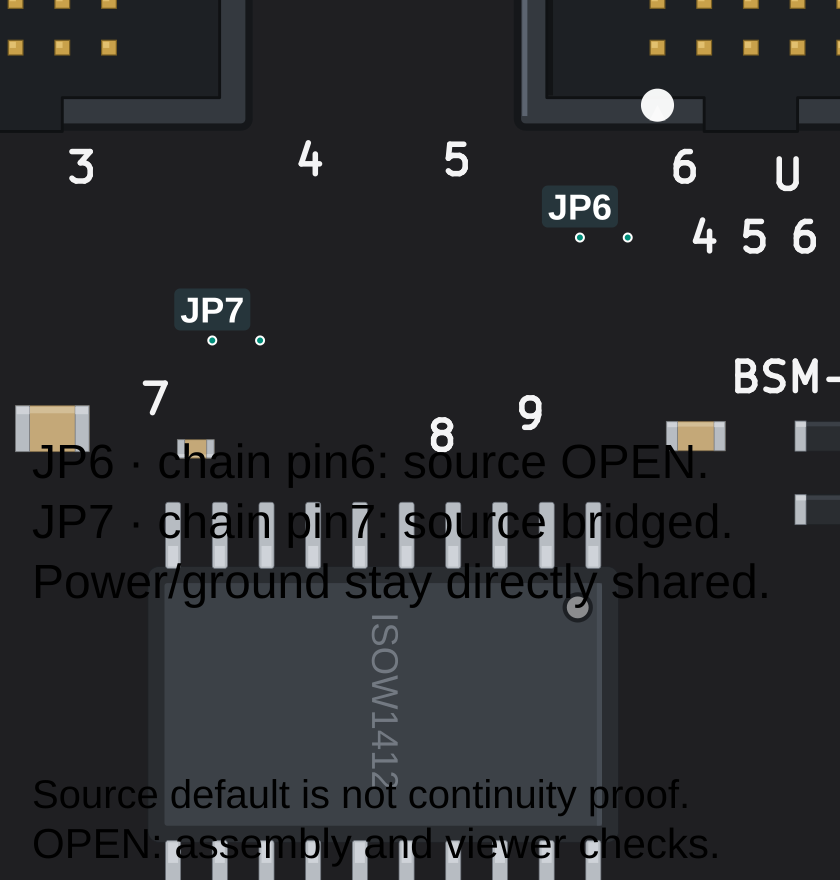 3 4 5 6 U
JP6
4 5 6
JP7
7 8 9
BSM-
JP6 · chain pin6: source OPEN.
JP7 · chain pin7: source bridged.
Power/ground stay directly shared.
ISOW1412
Source default is not continuity proof.
OPEN: assembly and viewer checks.